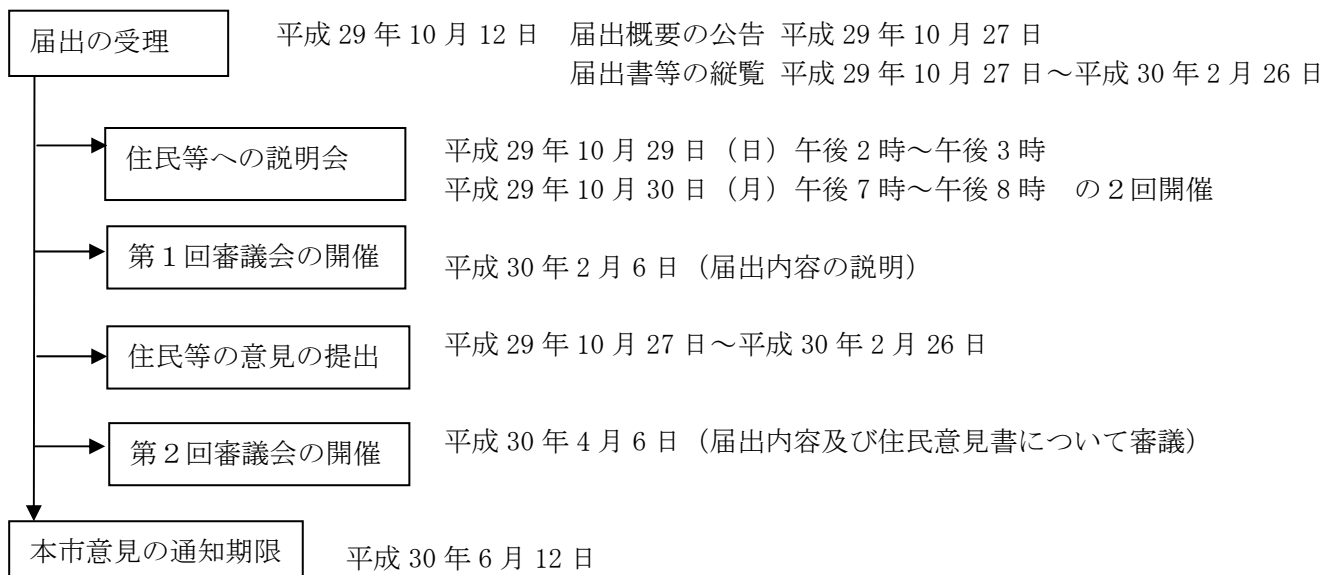 届出の受理　平成 29 年 10 月 12 日　届出概要の公告 平成 29 年 10 月 27 日
届出書等の縦覧 平成 29 年 10 月 27 日～平成 30 年 2 月 26 日
住民等への説明会　平成 29 年 10 月 29 日（日）午後 2 時～午後 3 時
平成 29 年 10 月 30 日（月）午後 7 時～午後 8 時　の２回開催
第１回審議会の開催　平成 30 年 2 月 6 日（届出内容の説明）
住民等の意見の提出　平成 29 年 10 月 27 日～平成 30 年 2 月 26 日
第２回審議会の開催　平成 30 年 4 月 6 日（届出内容及び住民意見書について審議）
本市意見の通知期限　平成 30 年 6 月 12 日